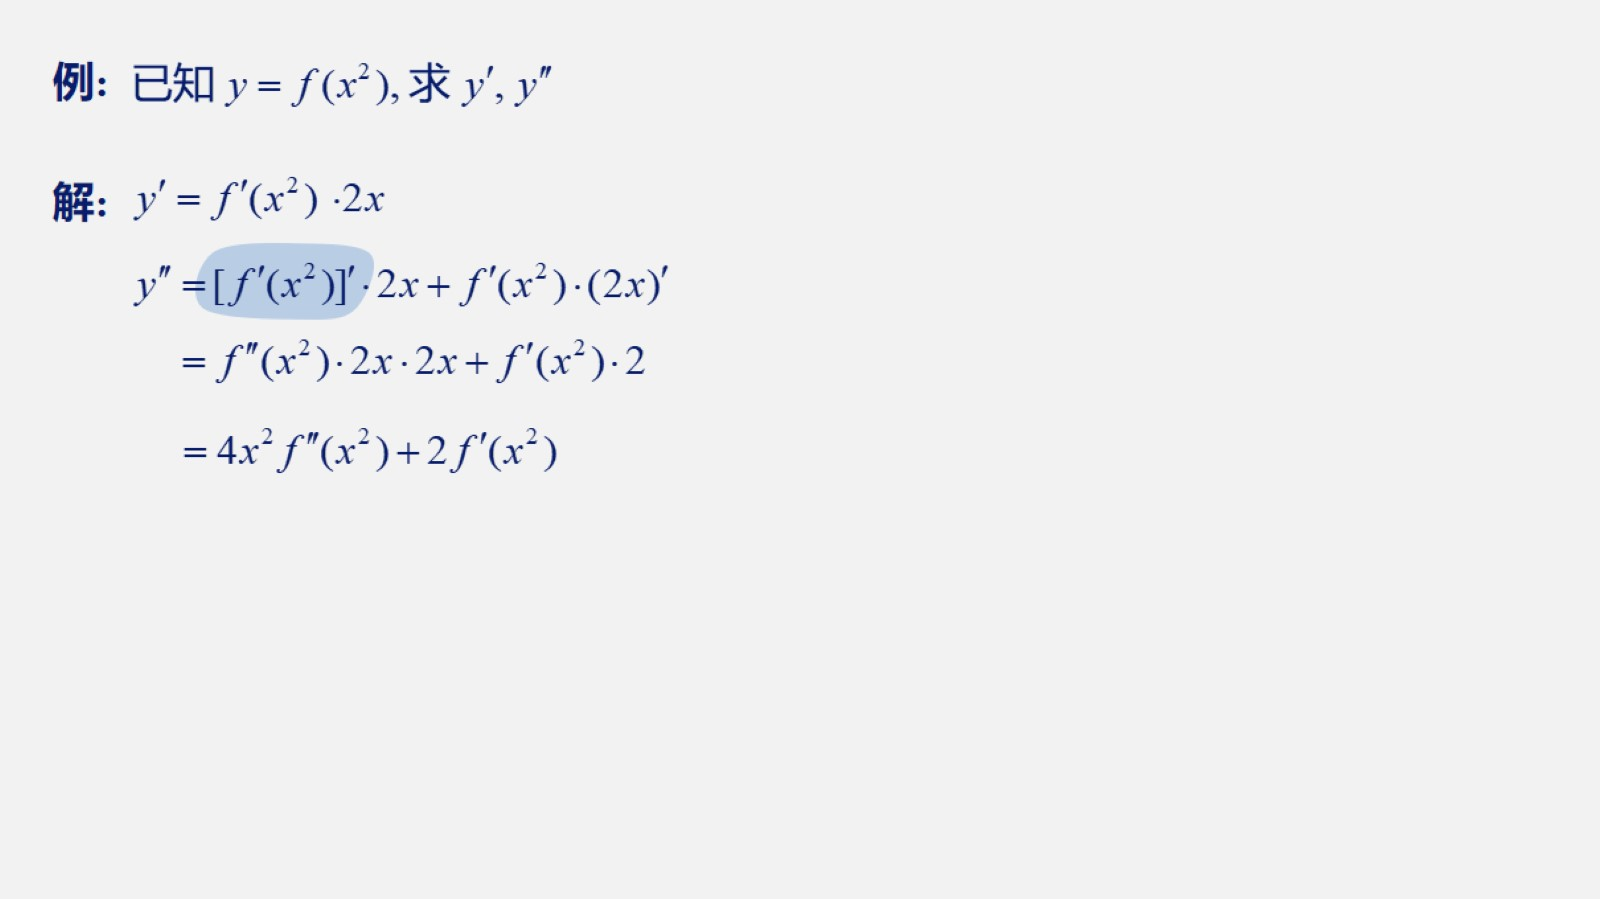 例: 已知 y = f(x²), 求 y′, y″
解: y′ = f′(x²) ·2x
y″ = [f′(x²)]′ · 2x + f′(x²) · (2x)′
= f″(x²) · 2x · 2x + f′(x²) · 2
= 4x² f″(x²) + 2 f′(x²)